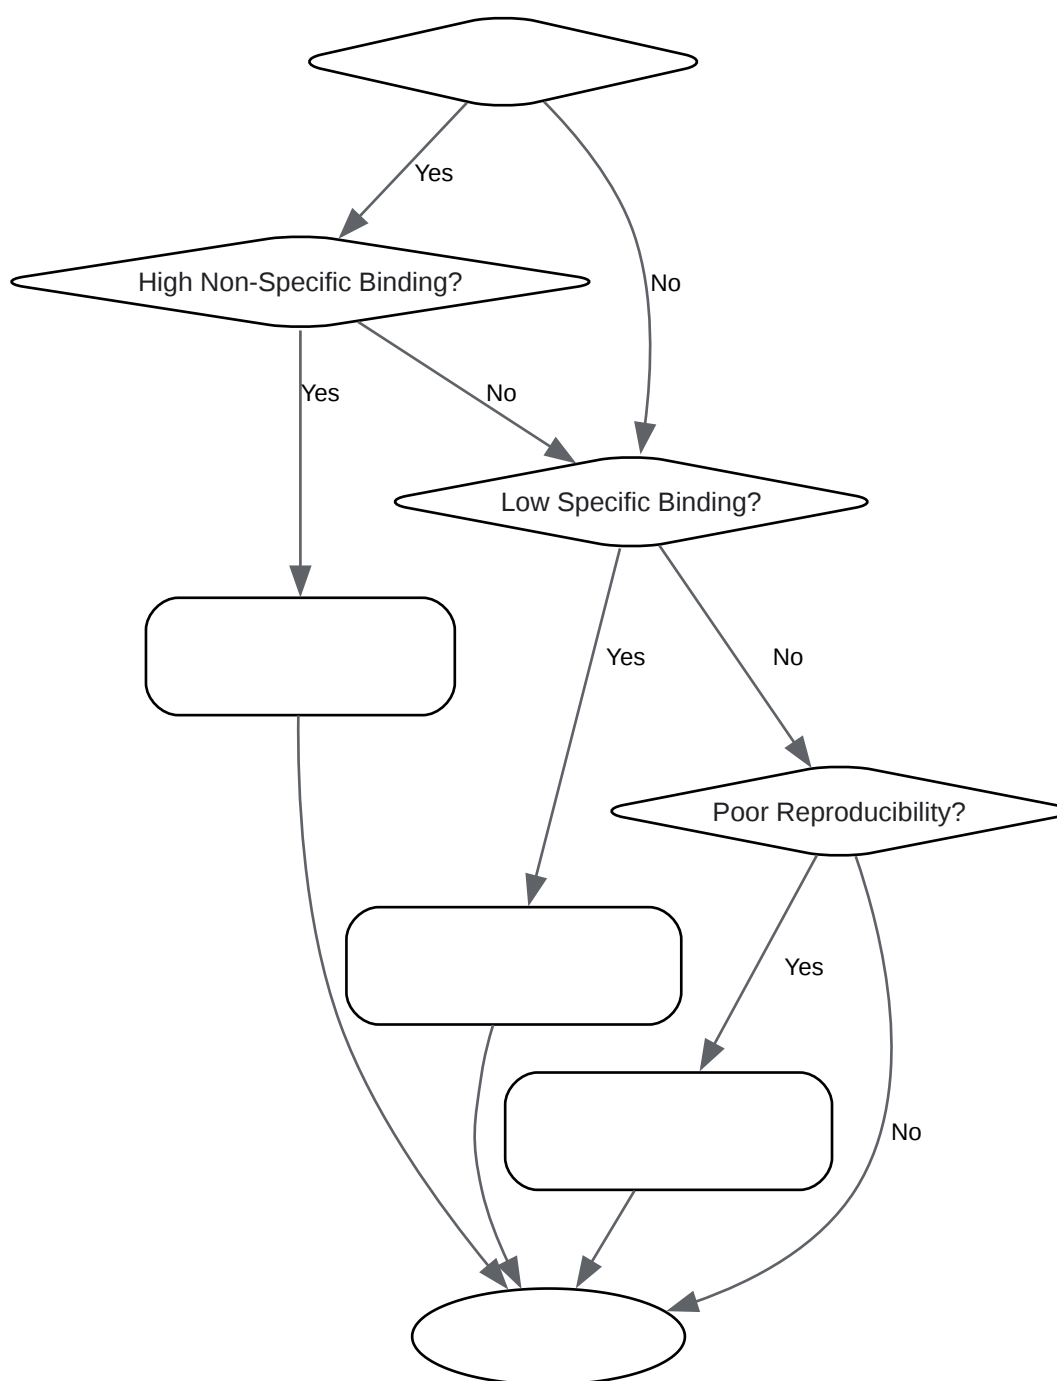 Yes
High Non-Specific Binding?
No
Yes
No
Low Specific Binding?
Yes
No
Poor Reproducibility?
Yes
No